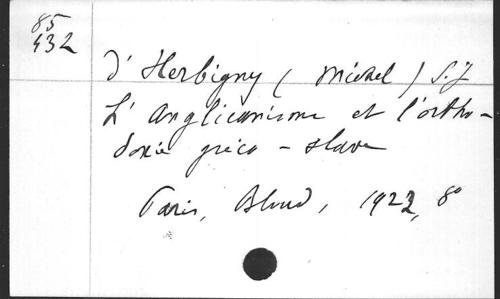 85
432
d'Herbigny (Michel) S.J
L'Anglicanisme et l'ortho-
doxie gréco-slave
Paris, Bloud, 1922, 8°